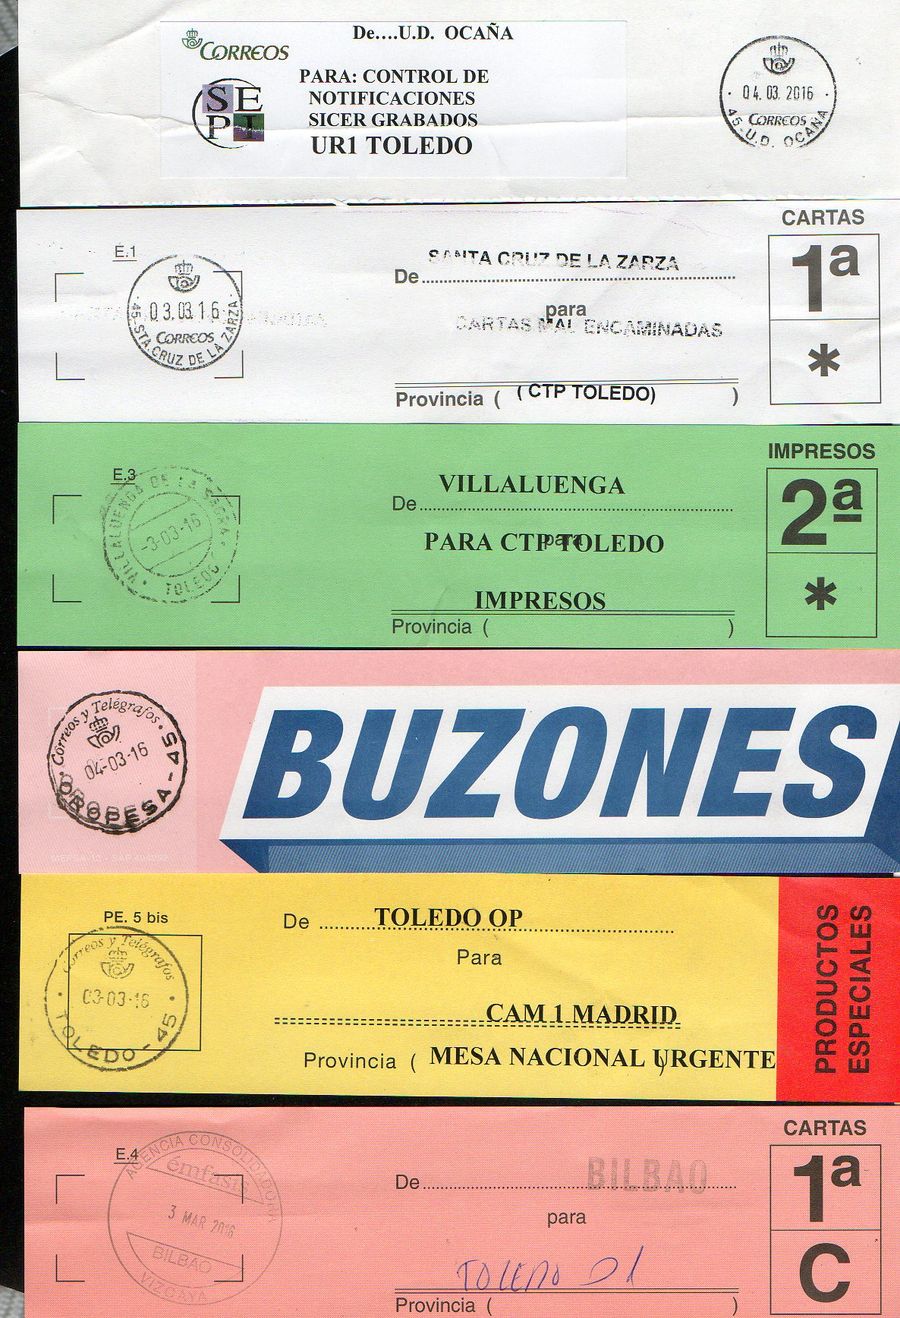 CORREOS
De....U.D. OCAÑA
SEPI
PARA: CONTROL DE
NOTIFICACIONES
SICER GRABADOS
UR1 TOLEDO
04.03.2016
CORREOS
45-U.D. OCAÑA
E.1
03.03.16
CORREOS
45-STA.CRUZ DE LA ZARZA
SANTA CRUZ DE LA ZARZA
De
para
CARTAS MAL ENCAMINADAS
Provincia ( ( CTP TOLEDO) )
CARTAS
1ª
*
E.3
VILLALUENGA DE LA SAGRA
-3-03-16
TOLEDO
VILLALUENGA
De
PARA CTP TOLEDO
para
IMPRESOS
Provincia ( )
IMPRESOS
2ª
*
Correos y Telégrafos
04-03-16
OROPESA-45
BUZONES
PE. 5 bis
Correos y Telégrafos
03-03-16
TOLEDO-45
De TOLEDO OP
Para
CAM 1 MADRID
Provincia ( MESA NACIONAL URGENTE )
PRODUCTOS
ESPECIALES
E.4
AGENCIA CONSOLIDADORA
émfasis
3 MAR 2016
BILBAO
VIZCAYA
De BILBAO
para
TOLEDO D1
Provincia ( )
CARTAS
1ª
C